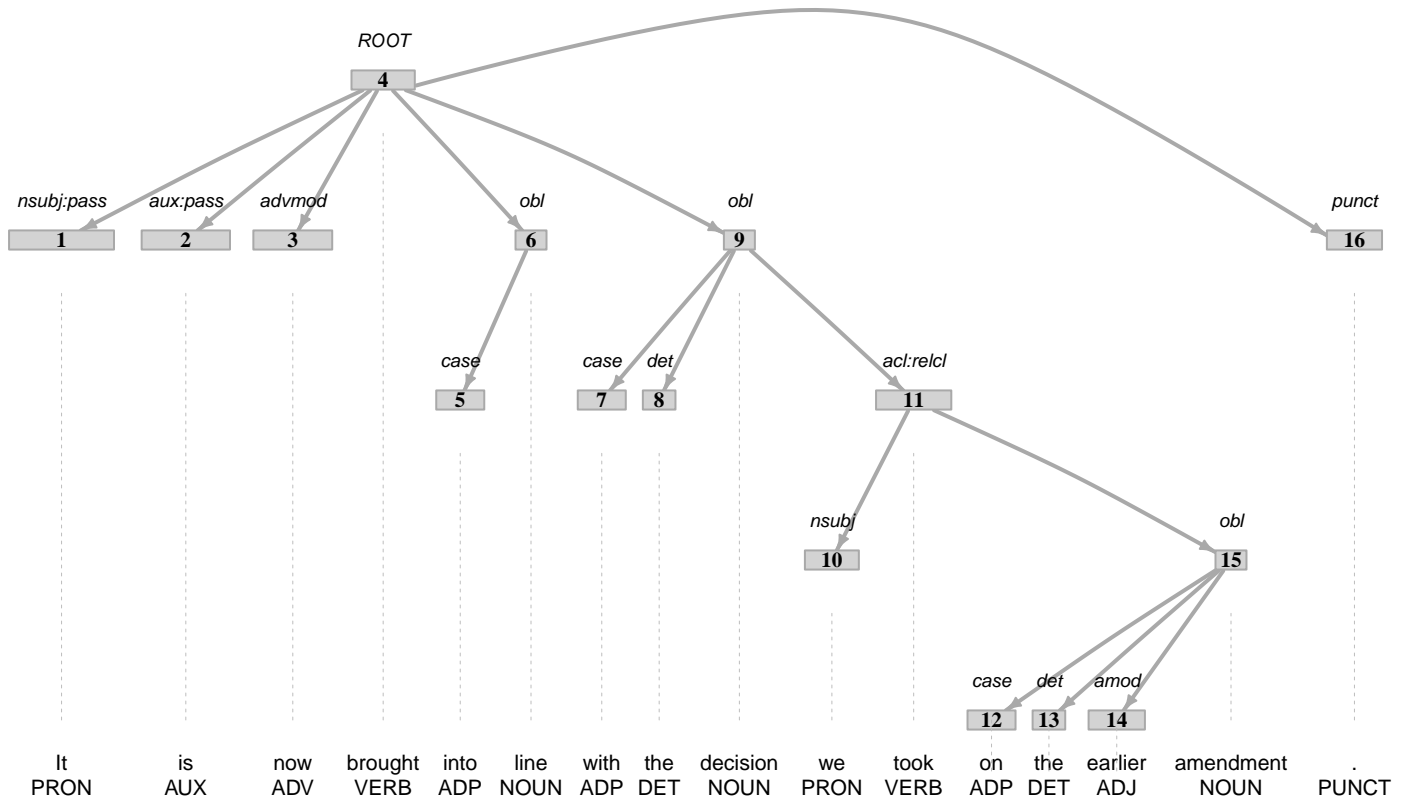 ROOT
4
nsubj:pass aux:pass advmod obl obl punct
1 2 3 6 9 16
case case det acl:relcl
5 7 8 11
nsubj obl
10 15
case det amod
12 13 14
It is now brought into line with the decision we took on the earlier amendment .
PRON AUX ADV VERB ADP NOUN ADP DET NOUN PRON VERB ADP DET ADJ NOUN PUNCT